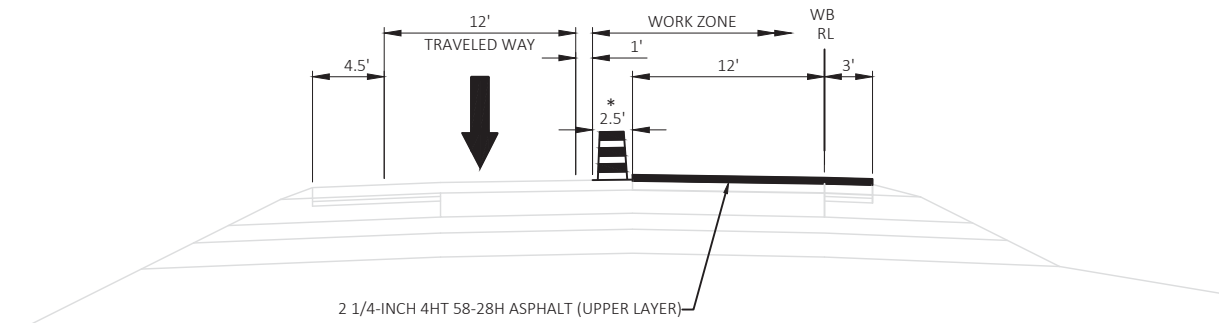 12'
WORK ZONE
WB
RL
TRAVELED WAY
1'
4.5'
12'
3'
*
2.5'
2 1/4-INCH 4HT 58-28H ASPHALT (UPPER LAYER)